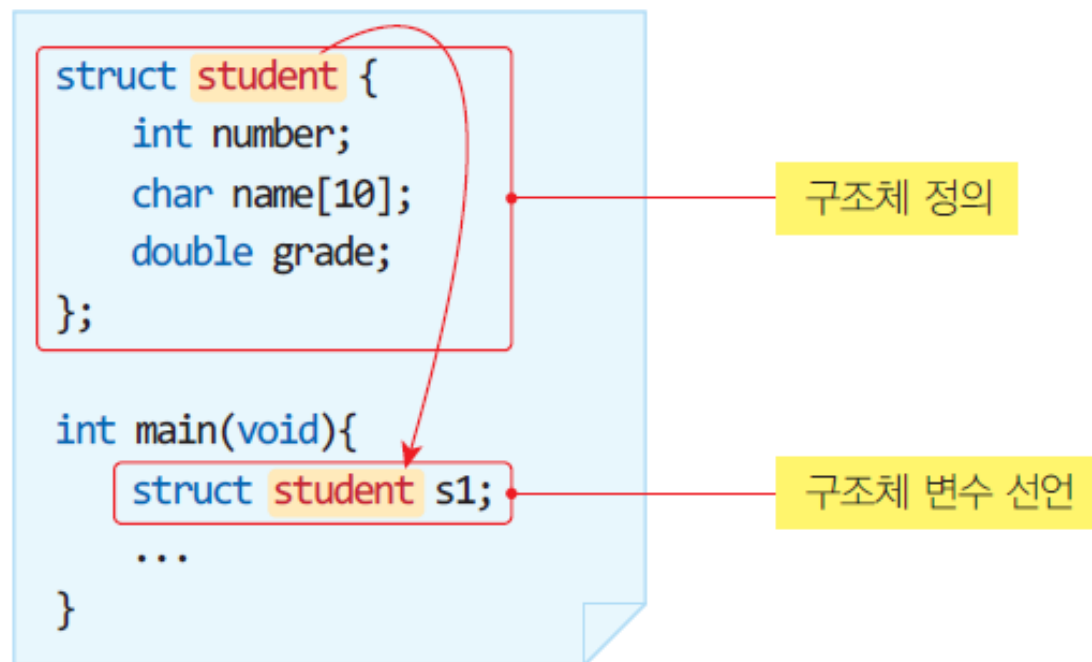 struct student {
int number;
char name[10];
double grade;
};
구조체 정의
int main(void){
struct student s1;
구조체 변수 선언
...
}